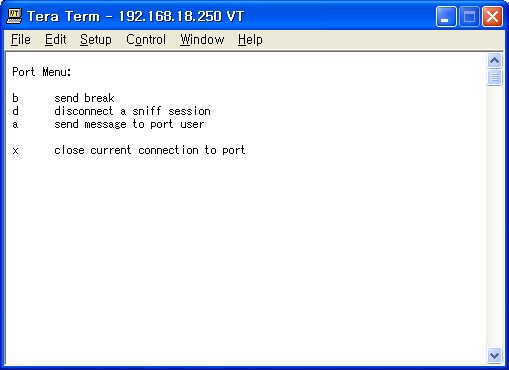 Tera Term - 192.168.18.250 VT
File Edit Setup Control Window Help
Port Menu:
b send break
d disconnect a sniff session
a send message to port user
x close current connection to port